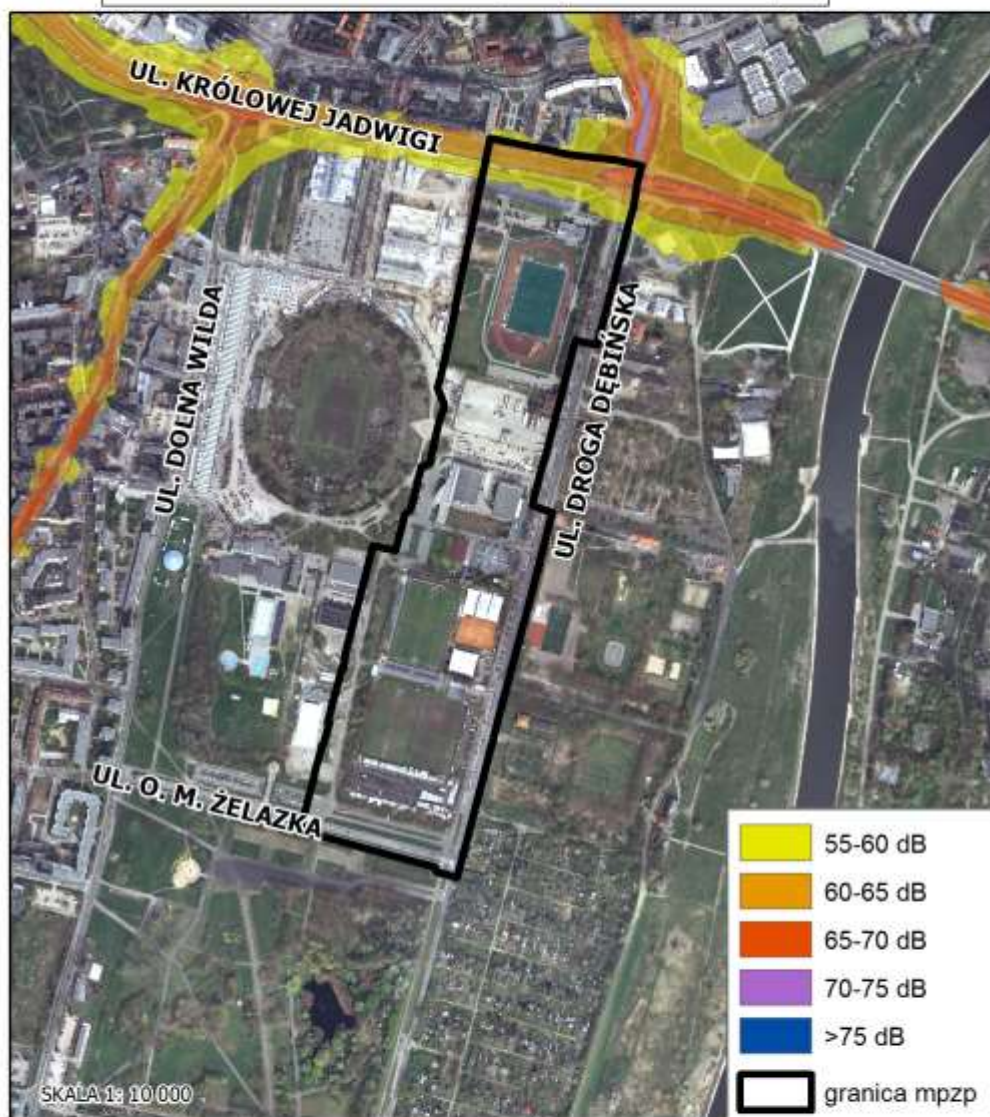 UL. KRÓLOWEJ JADWIGI
UL. DOLNA WILDA
UL. DROGA DĘBIŃSKA
UL. O. M. ŻELAZKA
55-60 dB
60-65 dB
65-70 dB
70-75 dB
>75 dB
granica mpzp
SKALA 1: 10 000